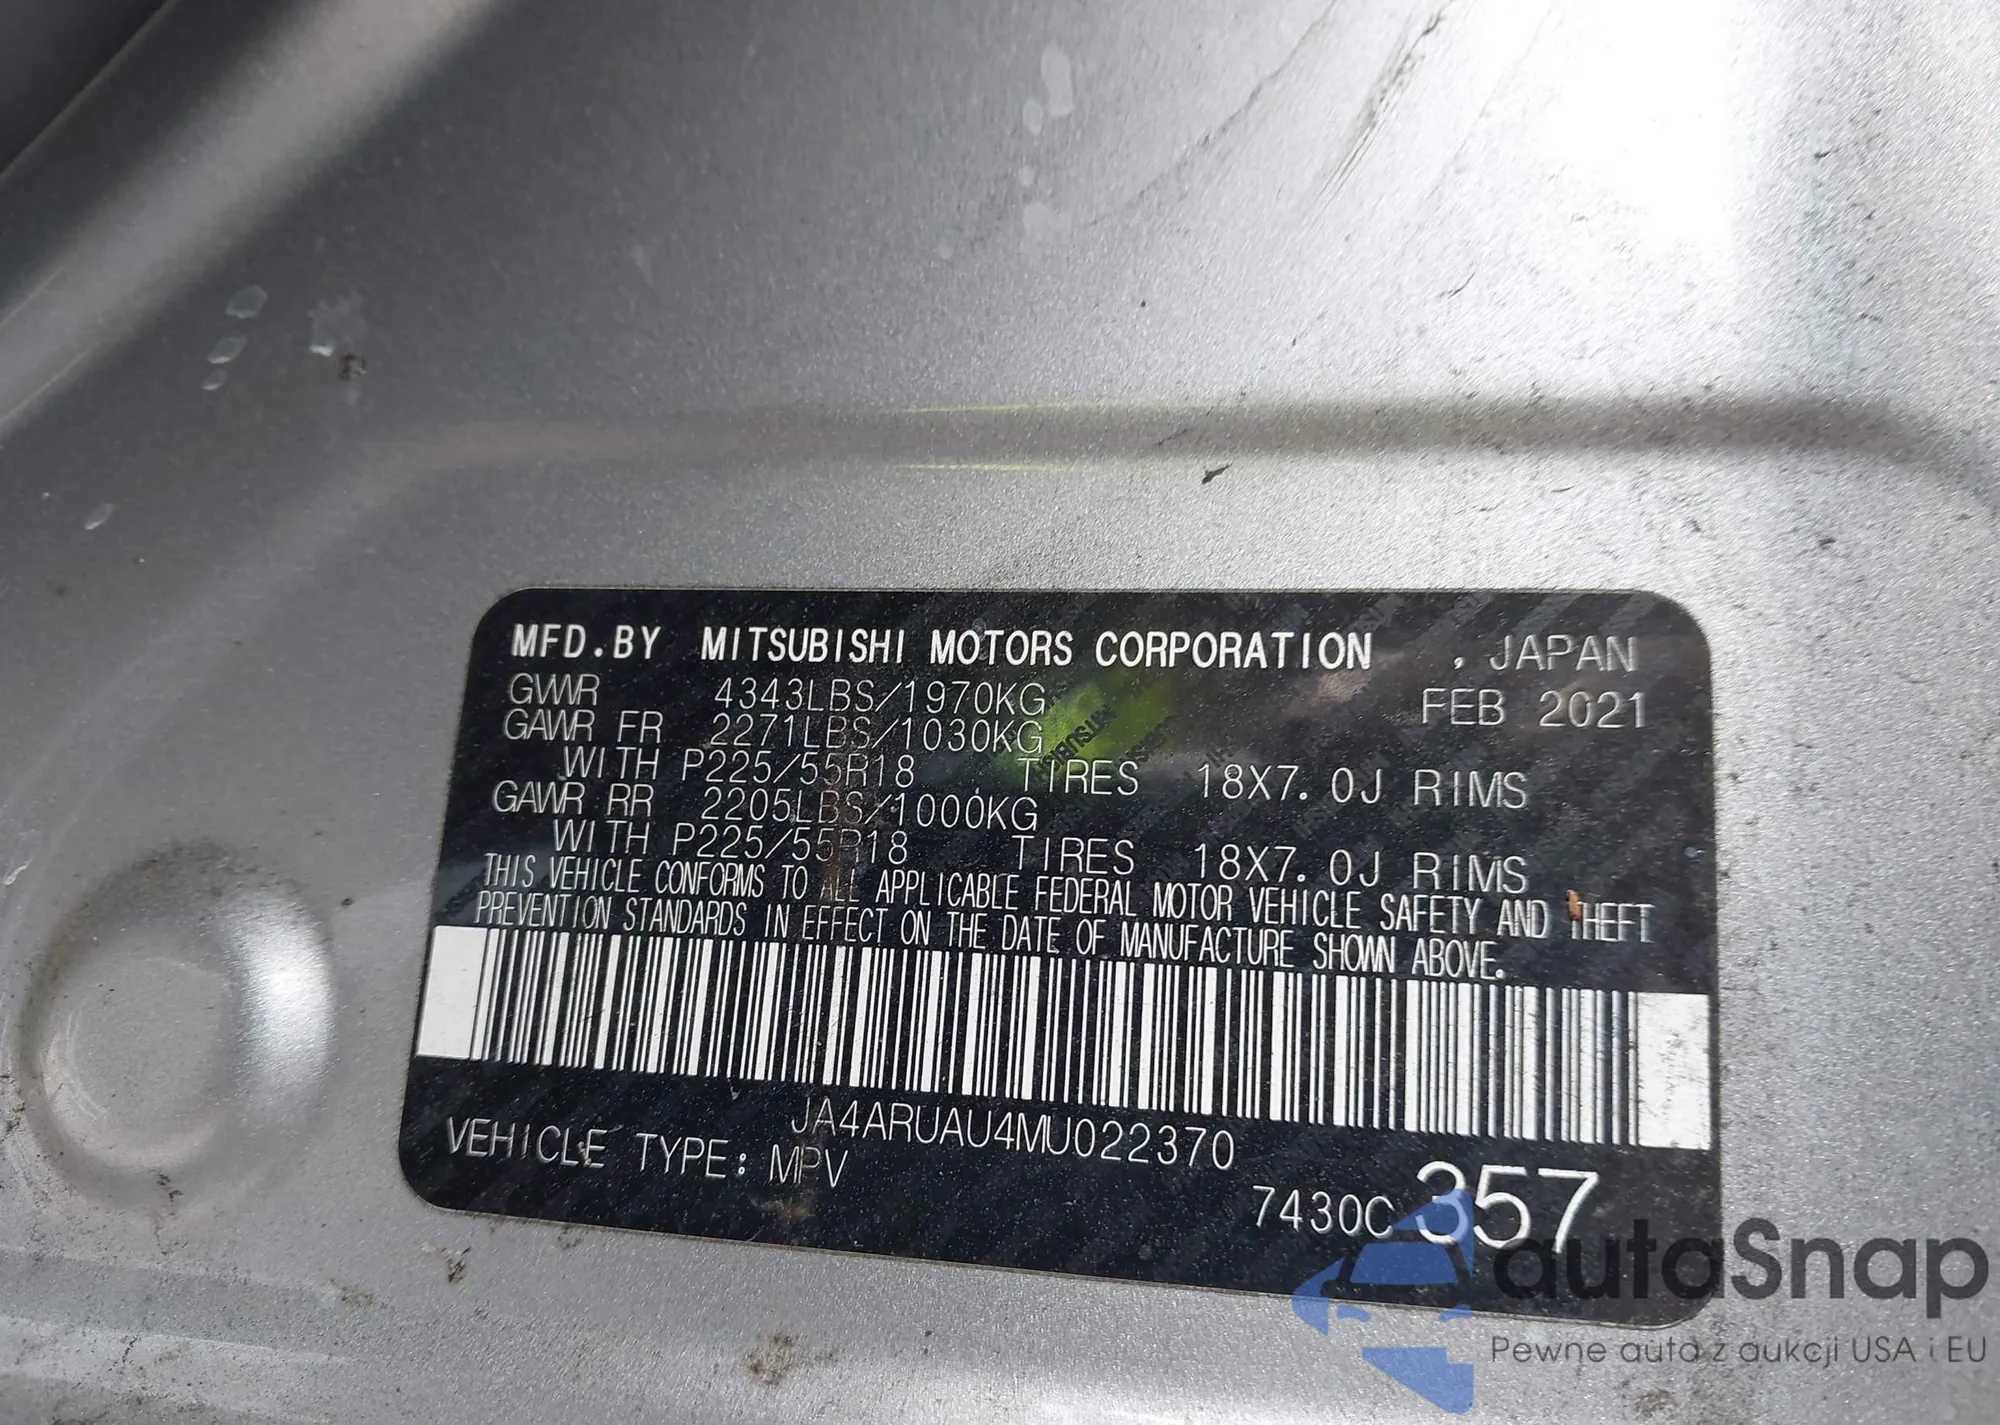 MFD.BY MITSUBISHI MOTORS CORPORATION , JAPAN
GVWR 4343LBS/1970KG FEB 2021
GAWR FR 2271LBS/1030KG
WITH P225/55R18 TIRES 18X7.0J RIMS
GAWR RR 2205LBS/1000KG
WITH P225/55R18 TIRES 18X7.0J RIMS
THIS VEHICLE CONFORMS TO ALL APPLICABLE FEDERAL MOTOR VEHICLE SAFETY AND THEFT
PREVENTION STANDARDS IN EFFECT ON THE DATE OF MANUFACTURE SHOWN ABOVE.
JA4ARUAU4MU022370
VEHICLE TYPE: MPV
7430C 357
autaSnap
Pewne auta z aukcji USA i EU